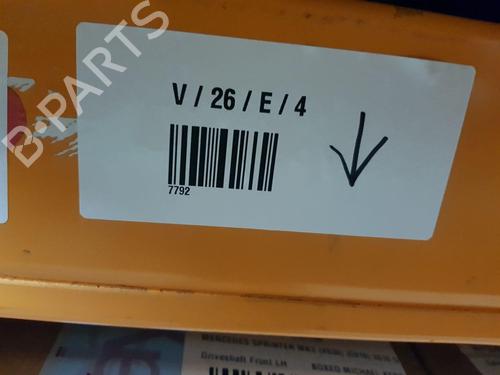 B-PARTS
V / 26 / E / 4
7792
MERCEDES SPRINTER
Driveshaft Front LH